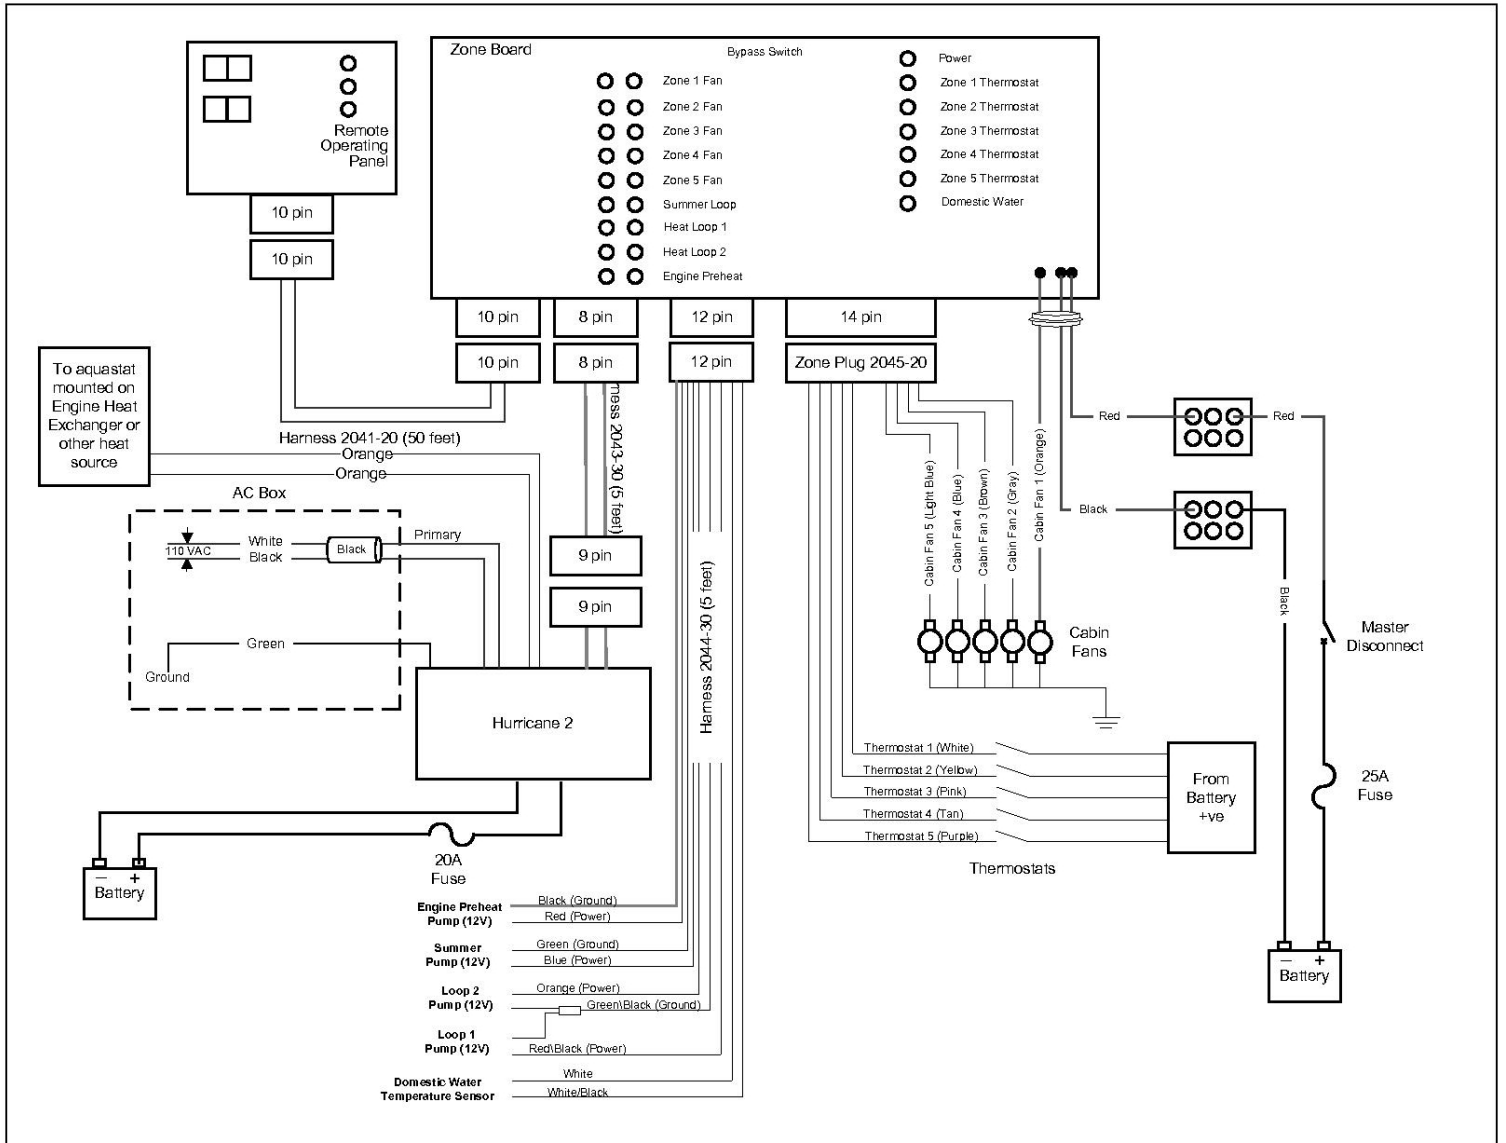 Zone Board
Bypass Switch
Zone 1 Fan
Zone 2 Fan
Zone 3 Fan
Zone 4 Fan
Zone 5 Fan
Summer Loop
Heat Loop 1
Heat Loop 2
Engine Preheat
Power
Zone 1 Thermostat
Zone 2 Thermostat
Zone 3 Thermostat
Zone 4 Thermostat
Zone 5 Thermostat
Domestic Water
Remote
Operating
Panel
10 pin
10 pin
10 pin
8 pin
12 pin
14 pin
10 pin
8 pin
12 pin
Zone Plug 2045-20
To aquastat
mounted on
Engine Heat
Exchanger or
other heat
source
Harness 2041-20 (50 feet)
Orange
Orange
ness 2043-30 (5 feet)
AC Box
White
110 VAC
Black
Black
Primary
Green
Ground
9 pin
9 pin
Harness 2044-30 (5 feet)
Hurricane 2
20A
Fuse
– +
Battery
Cabin Fan 5 (Light Blue)
Cabin Fan 4 (Blue)
Cabin Fan 3 (Brown)
Cabin Fan 2 (Gray)
Cabin Fan 1 (Orange)
Cabin
Fans
Red
Red
Black
Black
Master
Disconnect
25A
Fuse
Thermostat 1 (White)
Thermostat 2 (Yellow)
Thermostat 3 (Pink)
Thermostat 4 (Tan)
Thermostat 5 (Purple)
From
Battery
+ve
Thermostats
– +
Battery
Engine Preheat
Pump (12V)
Black (Ground)
Red (Power)
Summer
Pump (12V)
Green (Ground)
Blue (Power)
Loop 2
Pump (12V)
Orange (Power)
Green\Black (Ground)
Loop 1
Pump (12V)
Red\Black (Power)
Domestic Water
Temperature Sensor
White
White/Black